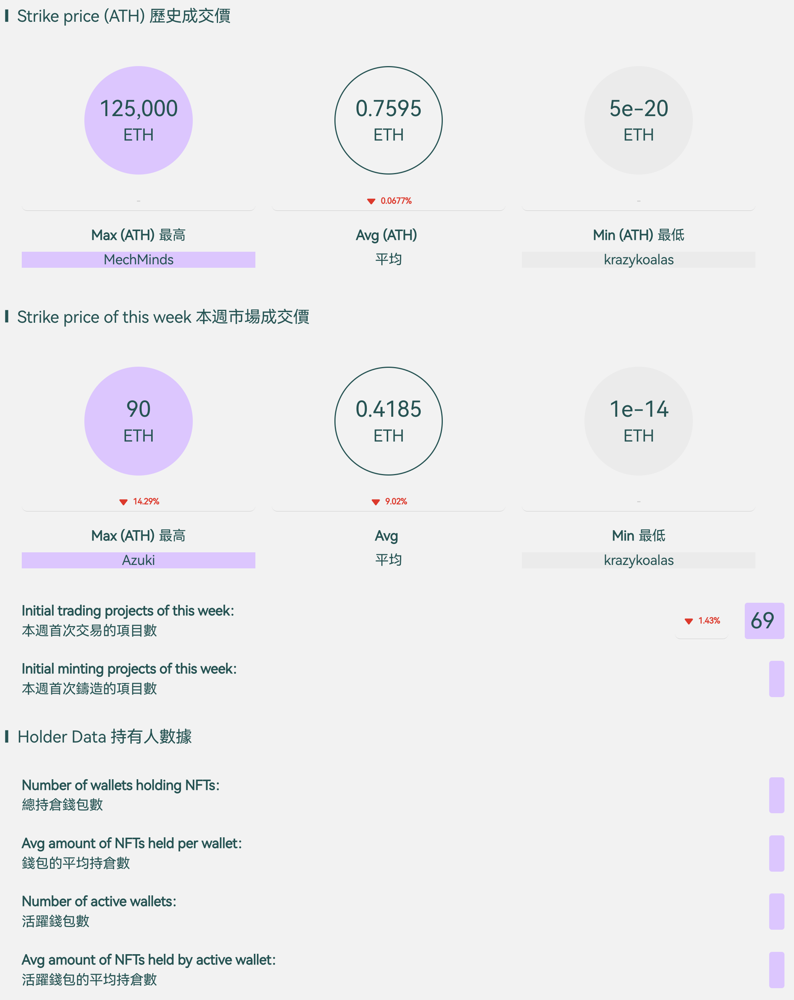 Strike price (ATH) 歷史成交價
125,000
ETH
0.7595
ETH
5e-20
ETH
-
0.0677%
-
Max (ATH) 最高
Avg (ATH)
Min (ATH) 最低
MechMinds
平均
krazykoalas
Strike price of this week 本週市場成交價
90
ETH
0.4185
ETH
1e-14
ETH
14.29%
9.02%
-
Max (ATH) 最高
Avg
Min 最低
Azuki
平均
krazykoalas
Initial trading projects of this week:
本週首次交易的項目數
1.43%
69
Initial minting projects of this week:
本週首次鑄造的項目數
Holder Data 持有人數據
Number of wallets holding NFTs:
總持倉錢包數
Avg amount of NFTs held per wallet:
錢包的平均持倉數
Number of active wallets:
活躍錢包數
Avg amount of NFTs held by active wallet:
活躍錢包的平均持倉數